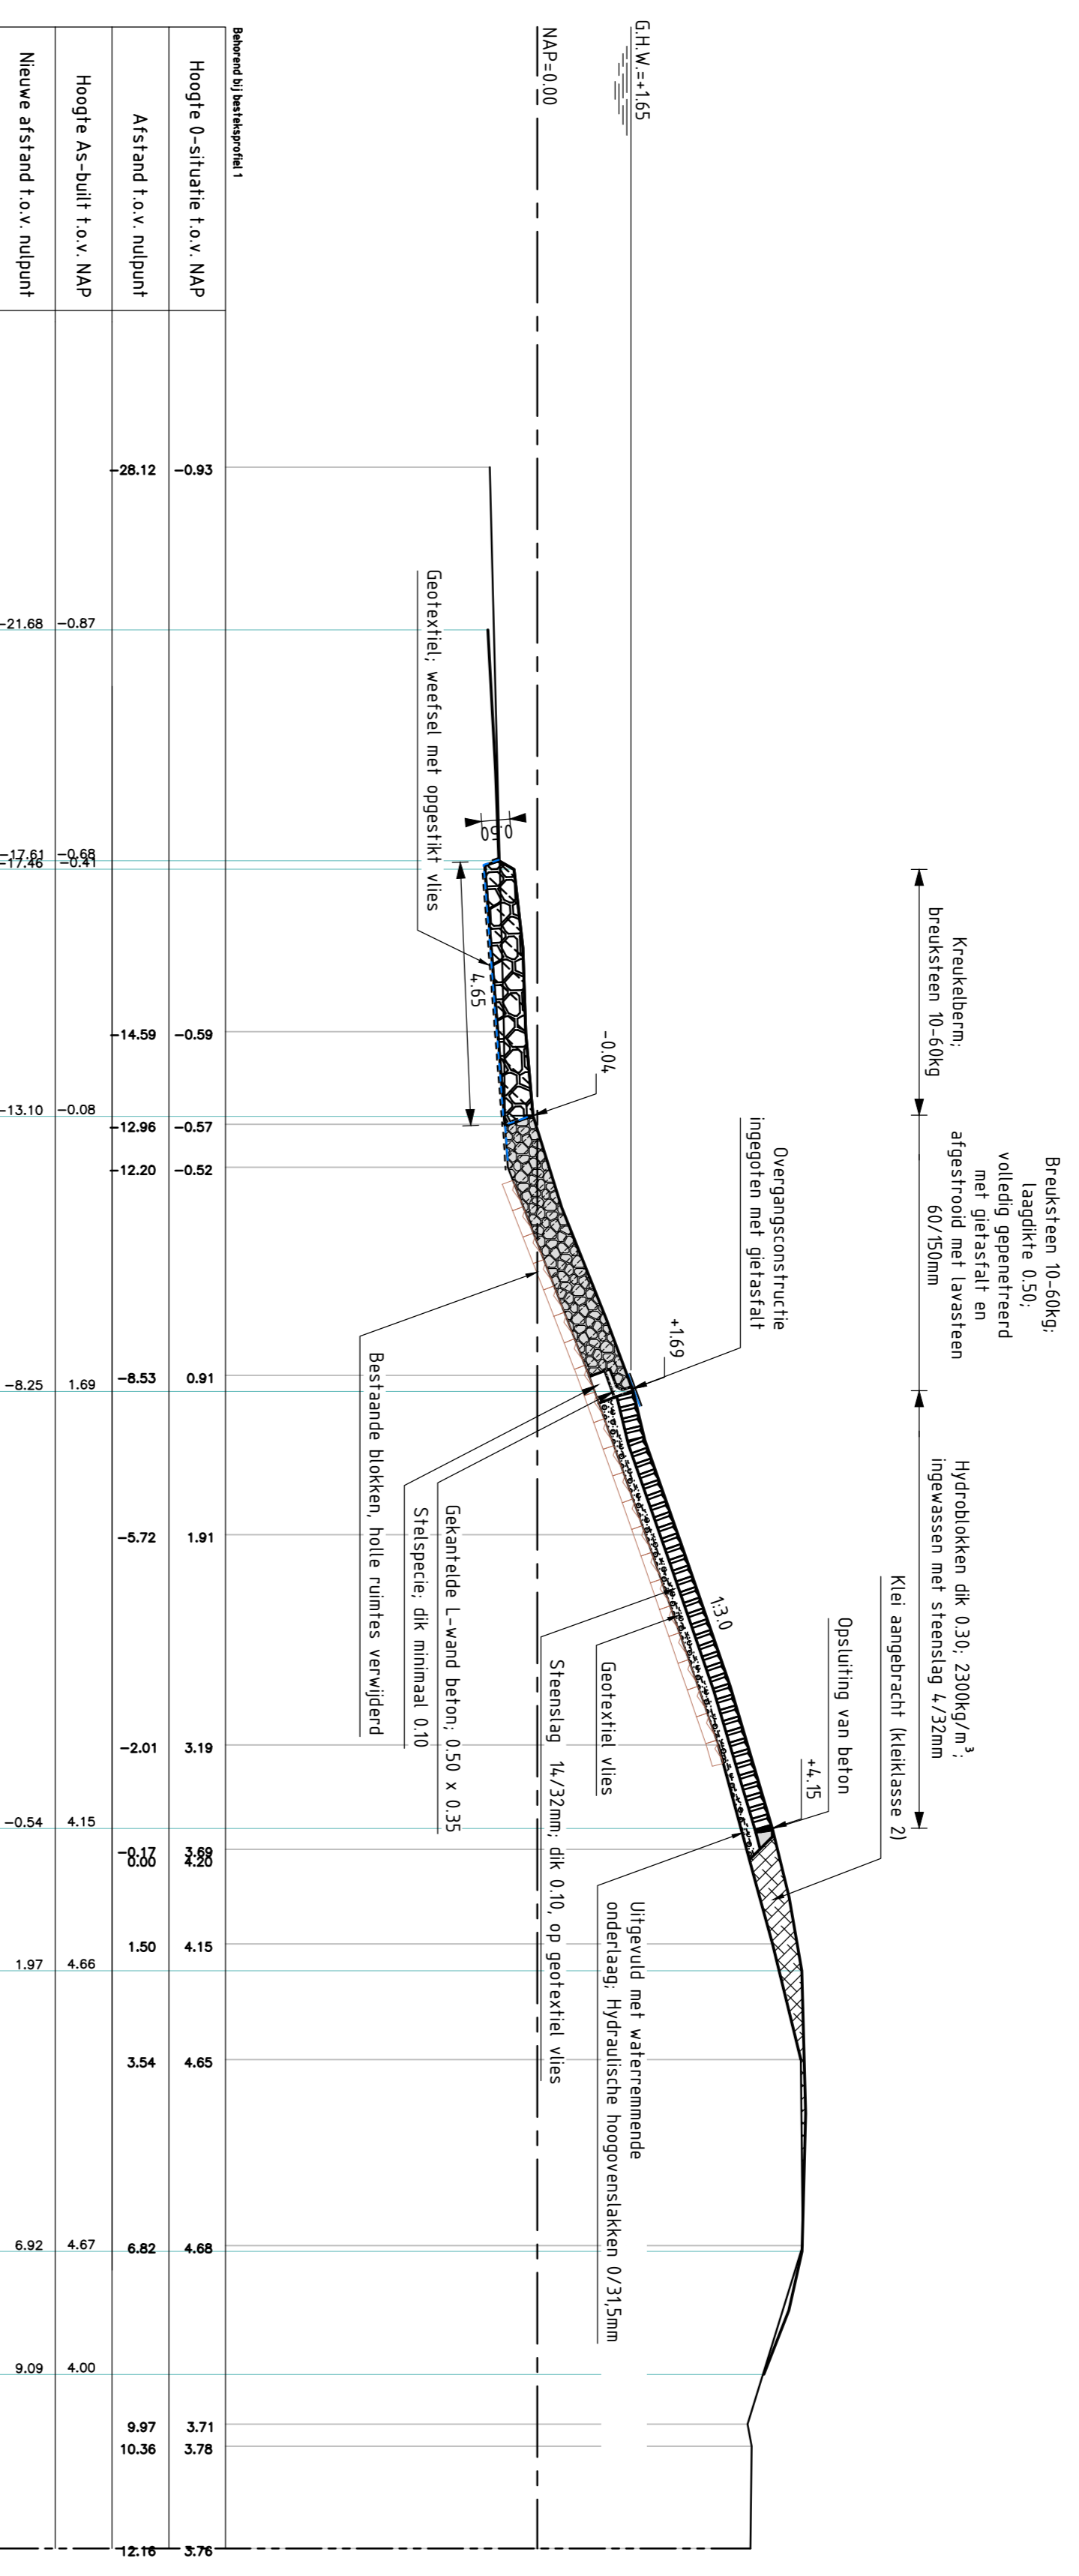 Kreukelberm;
breuksteen 10-60kg
Breuksteen 10-60kg;
laagdikte 0.50;
volledig gepenetreerd
met gietasfalt en
afgestrooid met lavasteen
60/150mm
Hydroblokken dik 0.30; 2300kg/m³;
ingewassen met steenslag 4/32mm
Klei aangebracht (kleiklasse 2)
Opsluiting van beton
+4.15
Overgangsconstructie
ingegoten met gietasfalt
+1.69
1:3.0
G.H.W.=+1.65
-0.04
NAP=0.00
0.50
4.65
Geotextiel; weefsel met opgestikt vlies
Uitgevuld met waterremmende
onderlaag; Hydraulische hoogovenslakken 0/31,5mm
Geotextiel vlies
Steenslag 14/32mm; dik 0.10, op geotextiel vlies
Gekantelde L-wand beton; 0.50 x 0.35
Stelspecie; dik minimaal 0.10
Bestaande blokken, holle ruimtes verwijderd
Behorend bij besteksprofiel 1
Hoogte 0-situatie t.o.v. NAP
-0.93 -0.59 -0.57 -0.52 0.91 1.91 3.19 3.69 4.20 4.15 4.65 4.68 3.71 3.78 3.76
Afstand t.o.v. nulpunt
-28.12 -14.59 -12.96 -12.20 -8.53 -5.72 -2.01 -0.17 0.00 1.50 3.54 6.82 9.97 10.36 12.16
Hoogte As-built t.o.v. NAP
-0.87 -0.68 -0.41 -0.08 1.69 4.15 4.66 4.67 4.00
Nieuwe afstand t.o.v. nulpunt
-21.68 -17.61 -17.46 -13.10 -8.25 -0.54 1.97 6.92 9.09